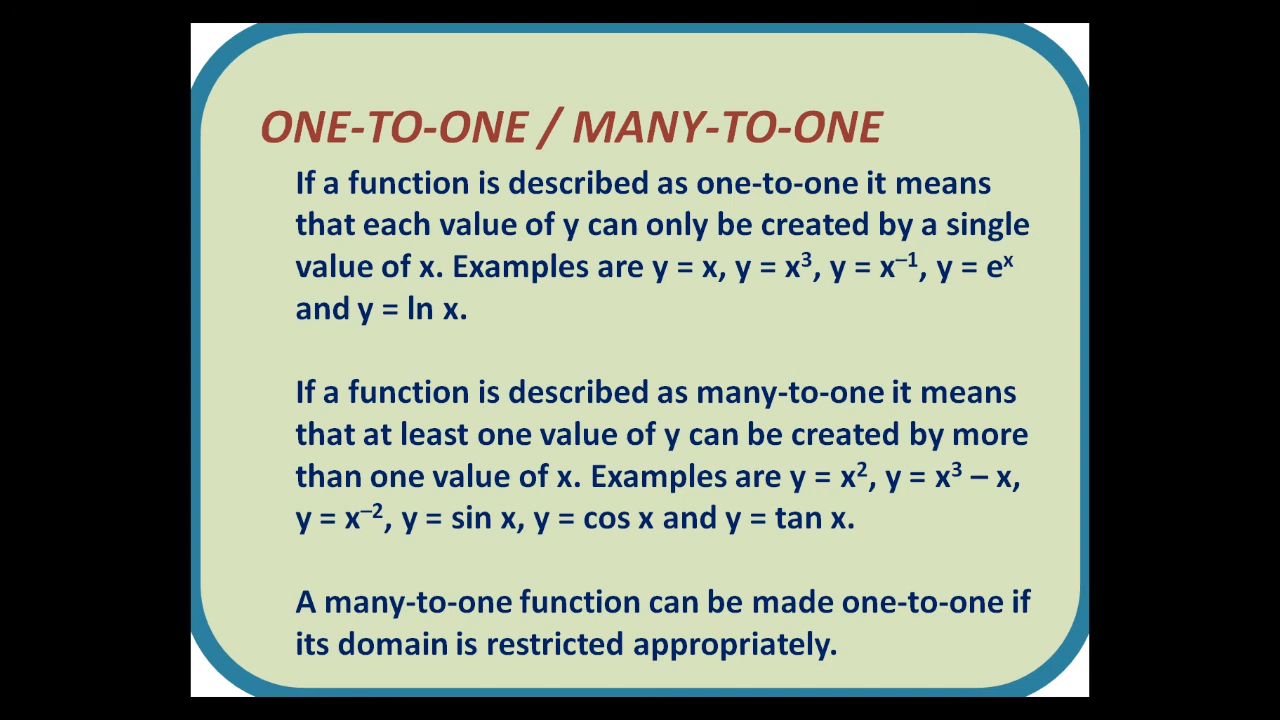 ONE-TO-ONE / MANY-TO-ONE
If a function is described as one-to-one it means
that each value of y can only be created by a single
value of x. Examples are y = x, y = x³, y = x⁻¹, y = eˣ
and y = ln x.
If a function is described as many-to-one it means
that at least one value of y can be created by more
than one value of x. Examples are y = x², y = x³ – x,
y = x⁻², y = sin x, y = cos x and y = tan x.
A many-to-one function can be made one-to-one if
its domain is restricted appropriately.